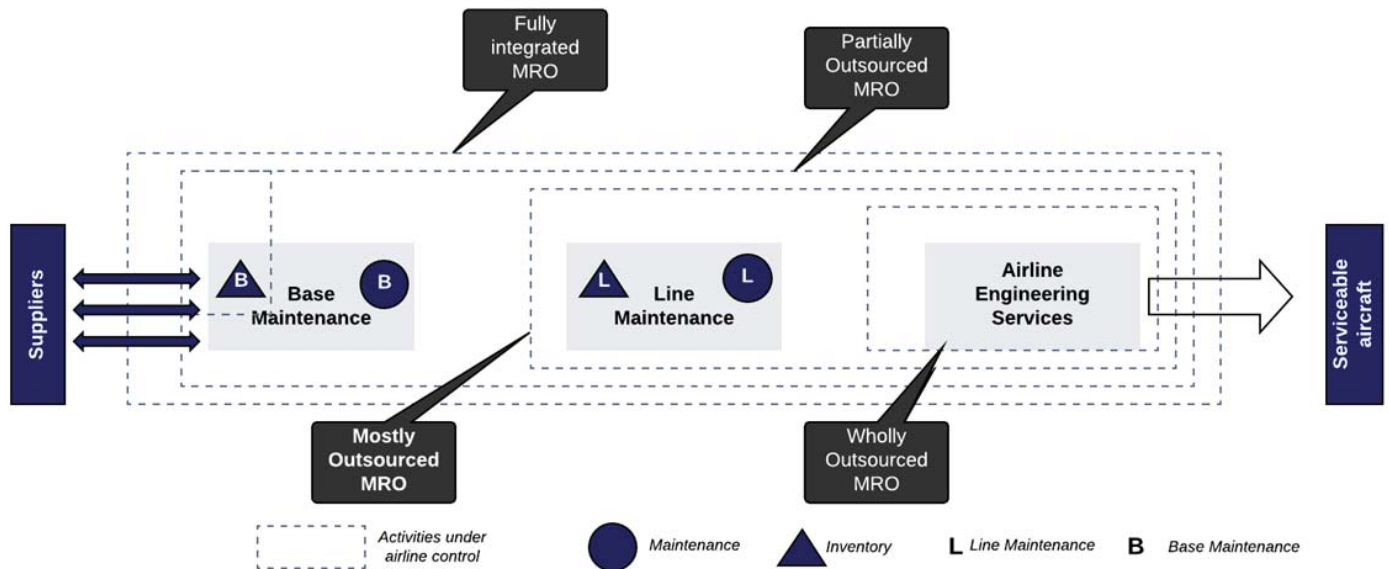 Fully
integrated
MRO
Partially
Outsourced
MRO
Suppliers
B
Base
Maintenance
B
L
Line
Maintenance
L
Airline
Engineering
Services
Serviceable
aircraft
Mostly
Outsourced
MRO
Wholly
Outsourced
MRO
Activities under
airline control
Maintenance
Inventory
L Line Maintenance
B Base Maintenance